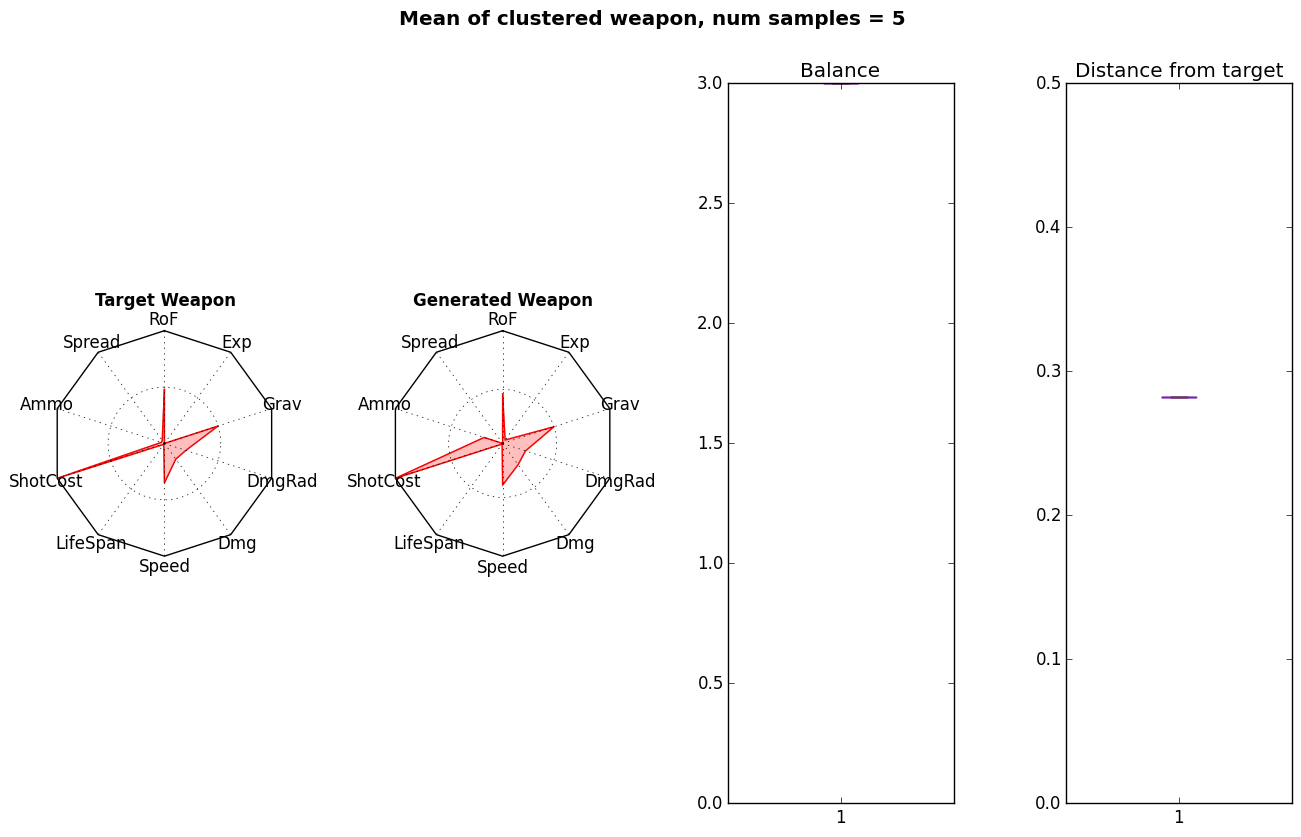 Mean of clustered weapon, num samples = 5
Target Weapon
RoF
Exp
Grav
DmgRad
Dmg
Speed
LifeSpan
ShotCost
Ammo
Spread
Generated Weapon
RoF
Exp
Grav
DmgRad
Dmg
Speed
LifeSpan
ShotCost
Ammo
Spread
Balance
3.0
2.5
2.0
1.5
1.0
0.5
0.0
1
Distance from target
0.5
0.4
0.3
0.2
0.1
0.0
1